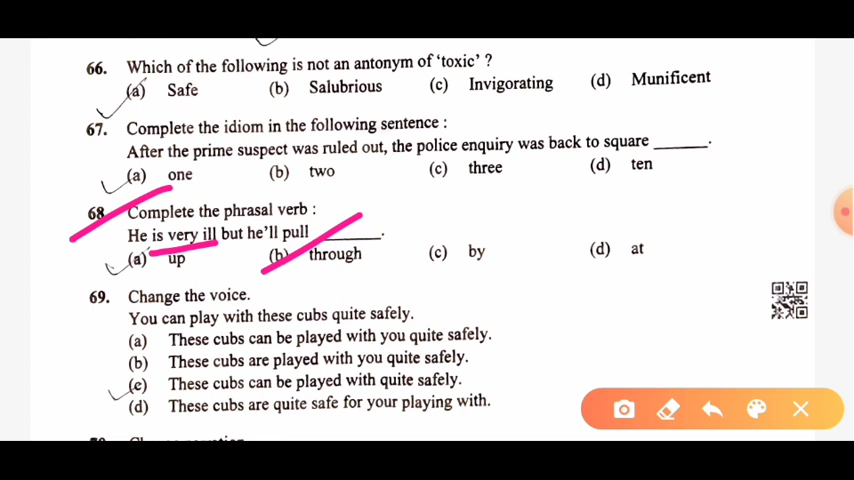 66. Which of the following is not an antonym of 'toxic' ?
(a) Safe (b) Salubrious (c) Invigorating (d) Munificent
67. Complete the idiom in the following sentence :
After the prime suspect was ruled out, the police enquiry was back to square ______.
(a) one (b) two (c) three (d) ten
68 Complete the phrasal verb :
He is very ill but he'll pull ______.
(a) up (b) through (c) by (d) at
69. Change the voice.
You can play with these cubs quite safely.
(a) These cubs can be played with you quite safely.
(b) These cubs are played with you quite safely.
(c) These cubs can be played with quite safely.
(d) These cubs are quite safe for your playing with.